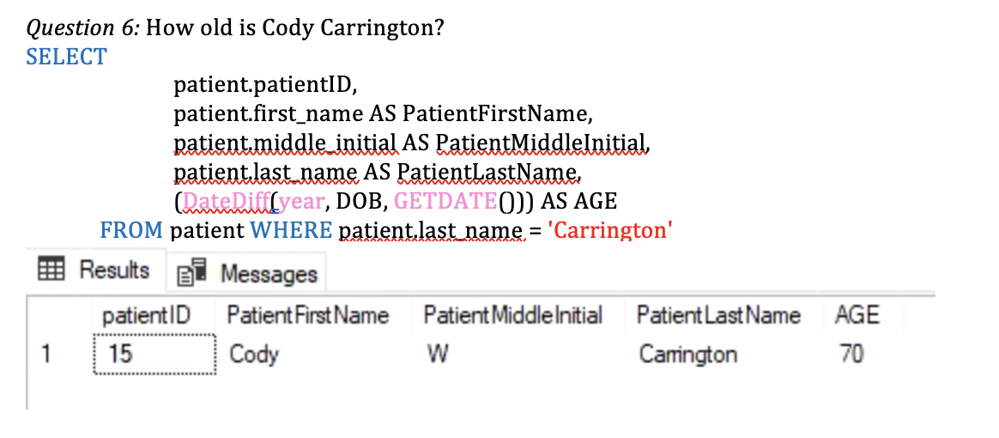 Question 6: How old is Cody Carrington?
SELECT
patient.patientID,
patient.first_name AS PatientFirstName,
patient.middle_initial AS PatientMiddleInitial,
patient.last_name AS PatientLastName,
(DateDiff(year, DOB, GETDATE())) AS AGE
FROM patient WHERE patient.last_name = 'Carrington'
Results Messages
patientID PatientFirstName PatientMiddleInitial PatientLastName AGE
1 15 Cody W Carrington 70